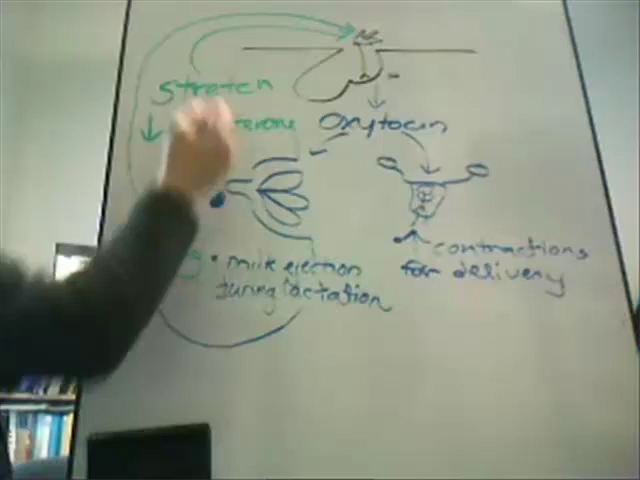 Stretch
Oxytocin
contractions
for delivery
• milk ejection
during lactation